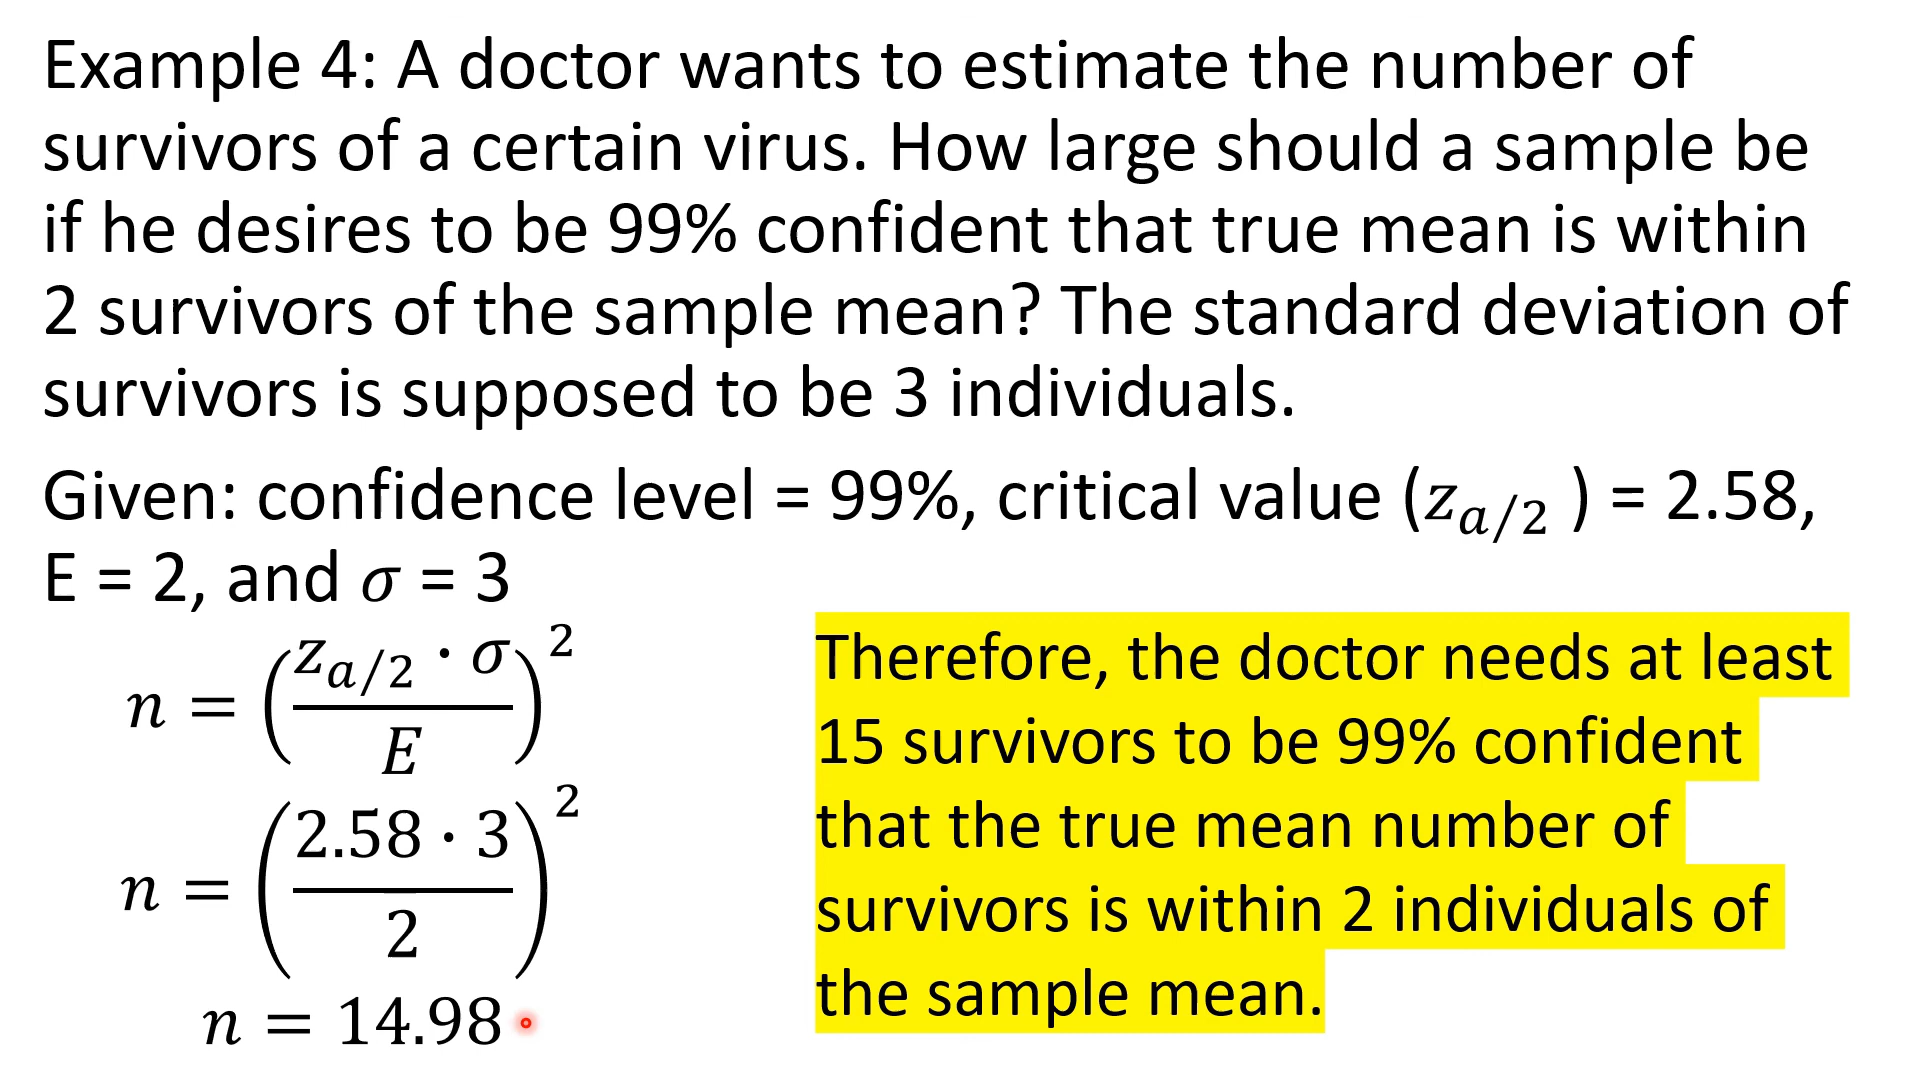 Example 4: A doctor wants to estimate the number of
survivors of a certain virus. How large should a sample be
if he desires to be 99% confident that true mean is within
2 survivors of the sample mean? The standard deviation of
survivors is supposed to be 3 individuals.
Given: confidence level = 99%, critical value (z_{a/2} ) = 2.58,
E = 2, and σ = 3
n = (z_{a/2} · σ / E)^2
n = (2.58 · 3 / 2)^2
n = 14.98
Therefore, the doctor needs at least
15 survivors to be 99% confident
that the true mean number of
survivors is within 2 individuals of
the sample mean.